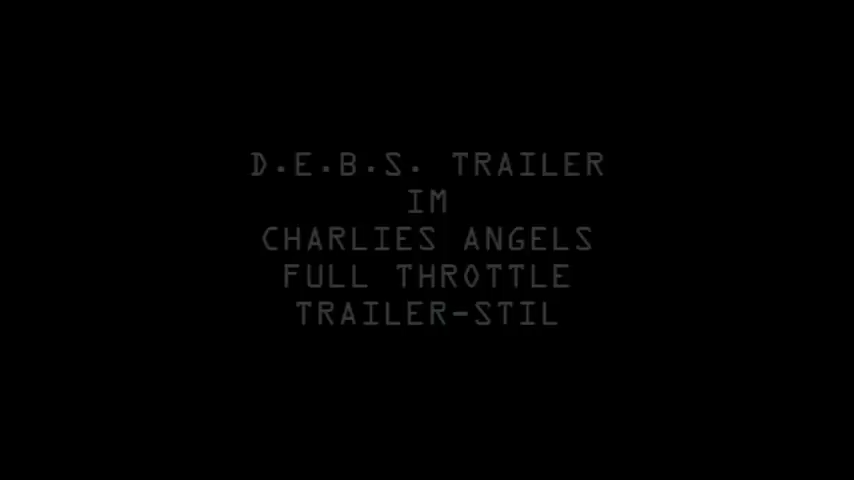 D.E.B.S. TRAILER
IM
CHARLIES ANGELS
FULL THROTTLE
TRAILER-STIL